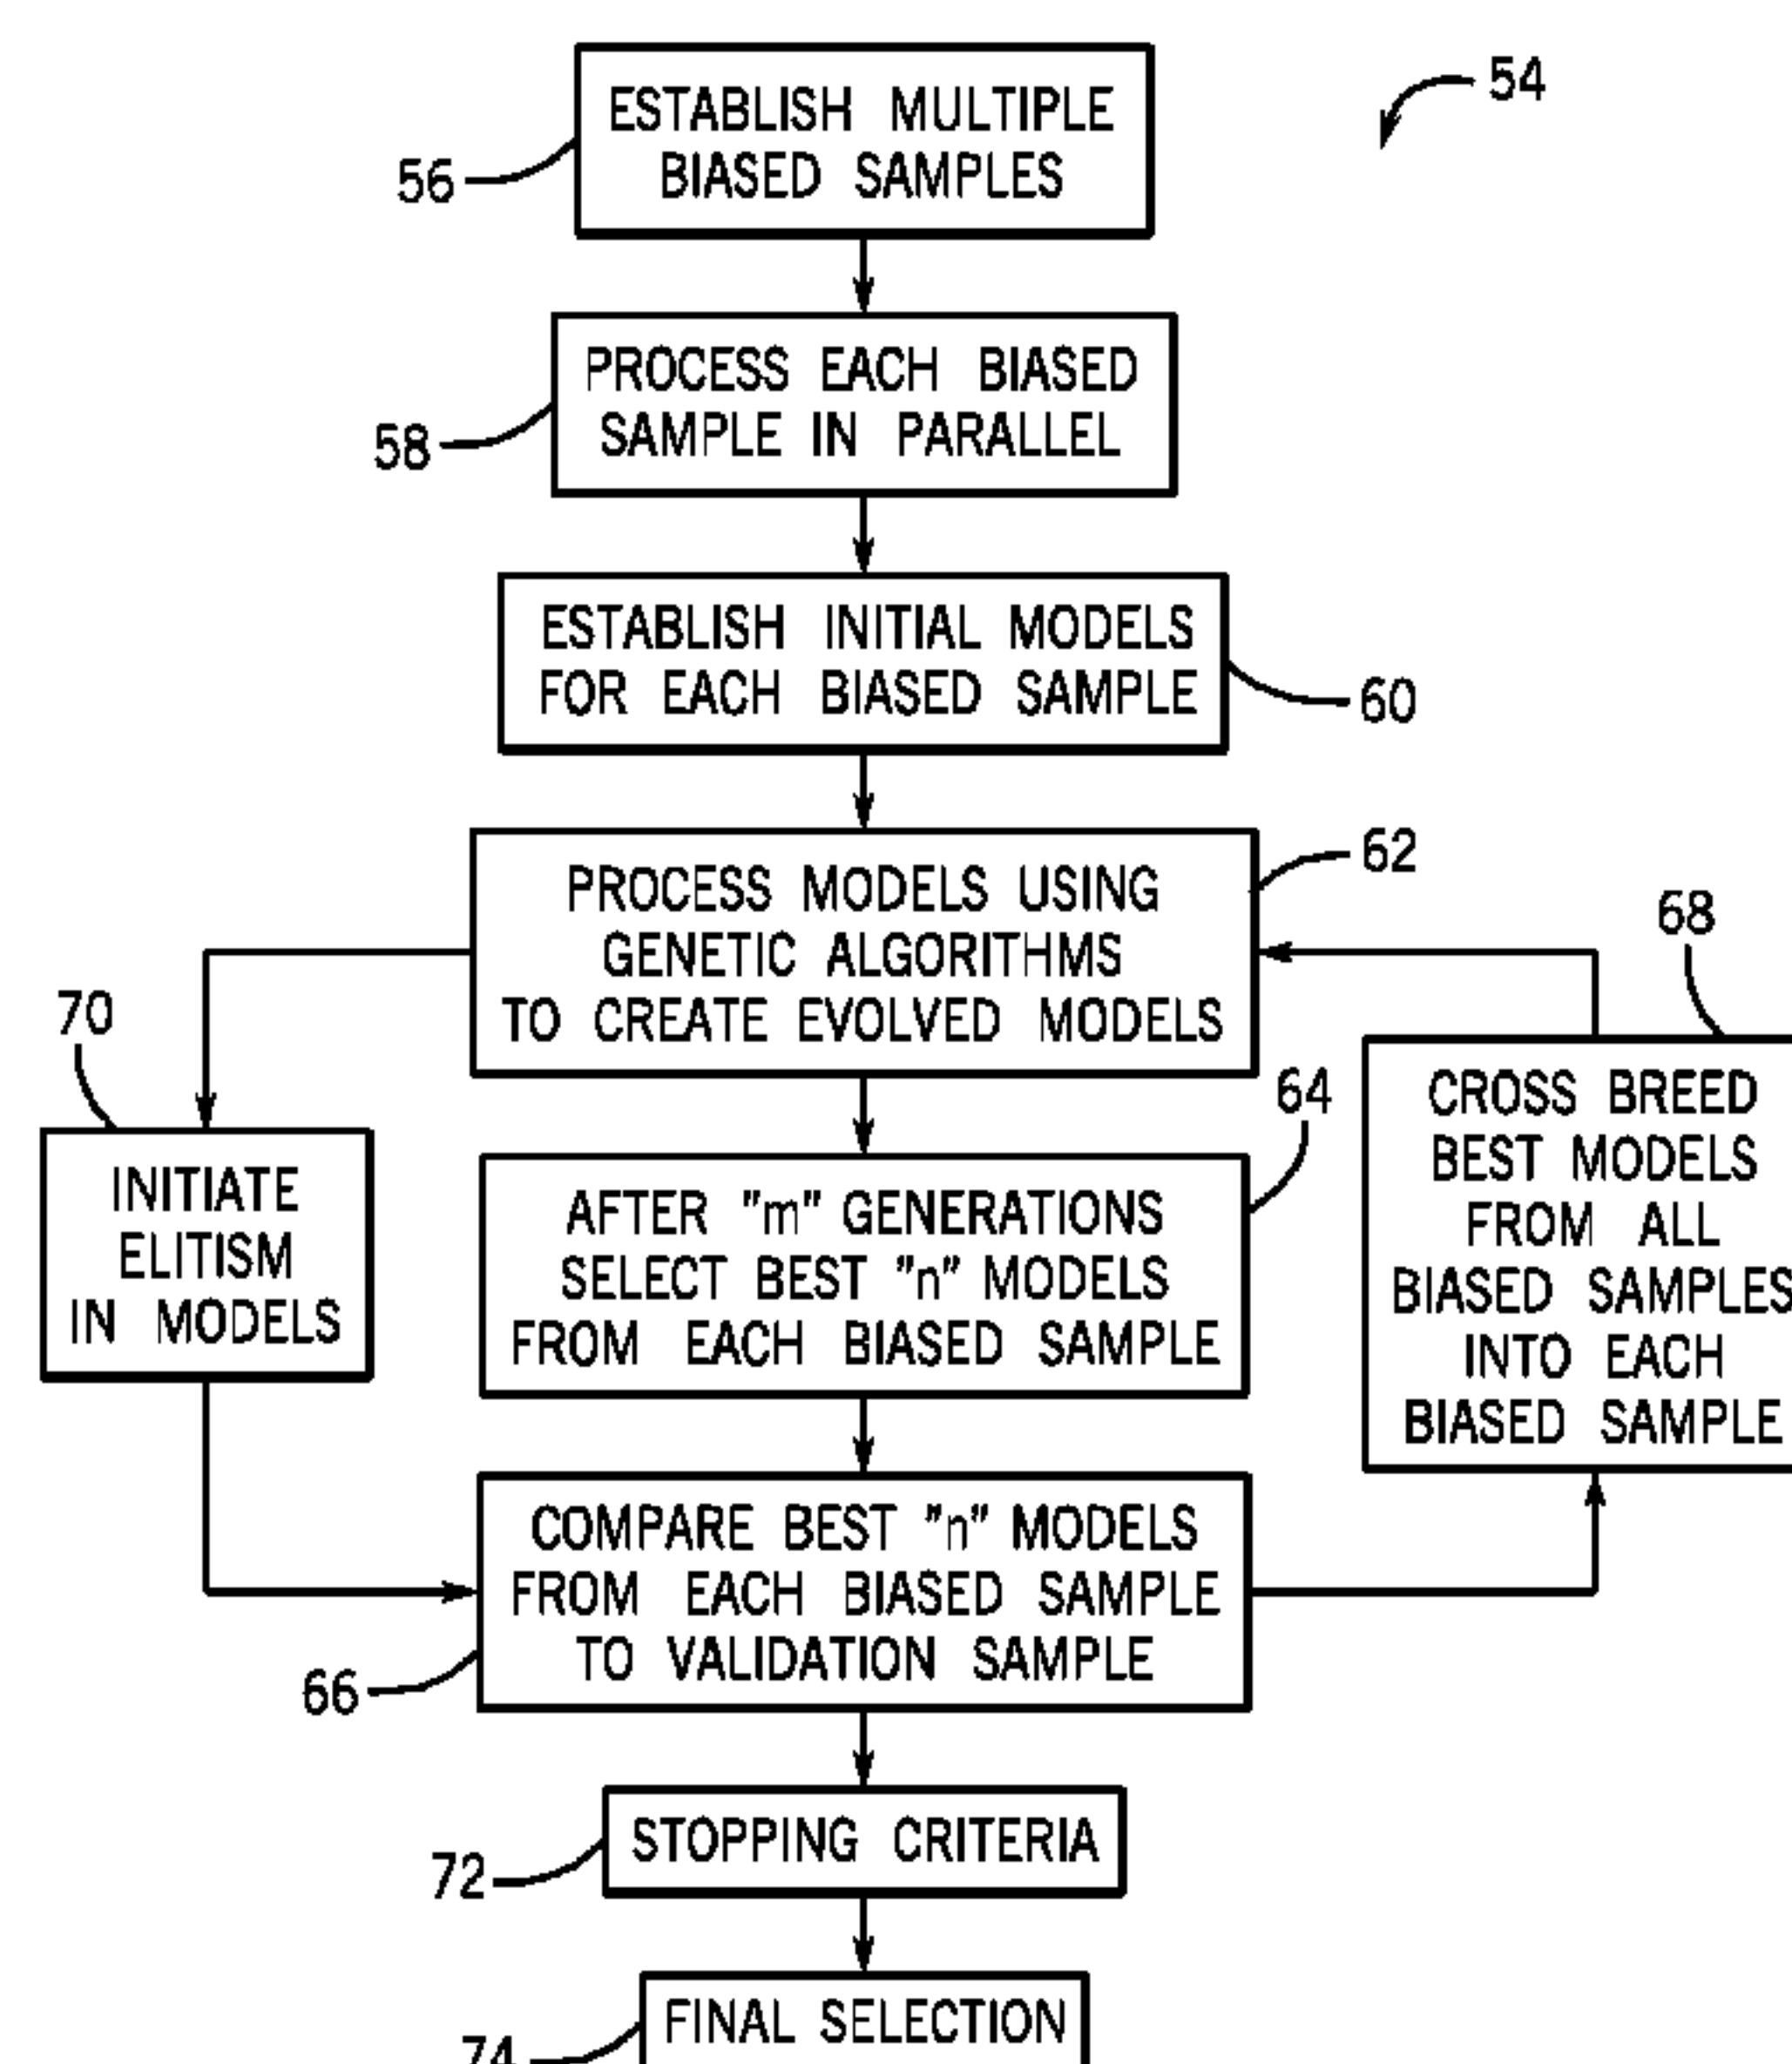 54
ESTABLISH MULTIPLE
BIASED SAMPLES
56
PROCESS EACH BIASED
SAMPLE IN PARALLEL
58
ESTABLISH INITIAL MODELS
FOR EACH BIASED SAMPLE
60
PROCESS MODELS USING
GENETIC ALGORITHMS
TO CREATE EVOLVED MODELS
62
68
CROSS BREED
BEST MODELS
FROM ALL
BIASED SAMPLES
INTO EACH
BIASED SAMPLE
70
INITIATE
ELITISM
IN MODELS
64
AFTER "m" GENERATIONS
SELECT BEST "n" MODELS
FROM EACH BIASED SAMPLE
COMPARE BEST "n" MODELS
FROM EACH BIASED SAMPLE
TO VALIDATION SAMPLE
66
STOPPING CRITERIA
72
FINAL SELECTION
74